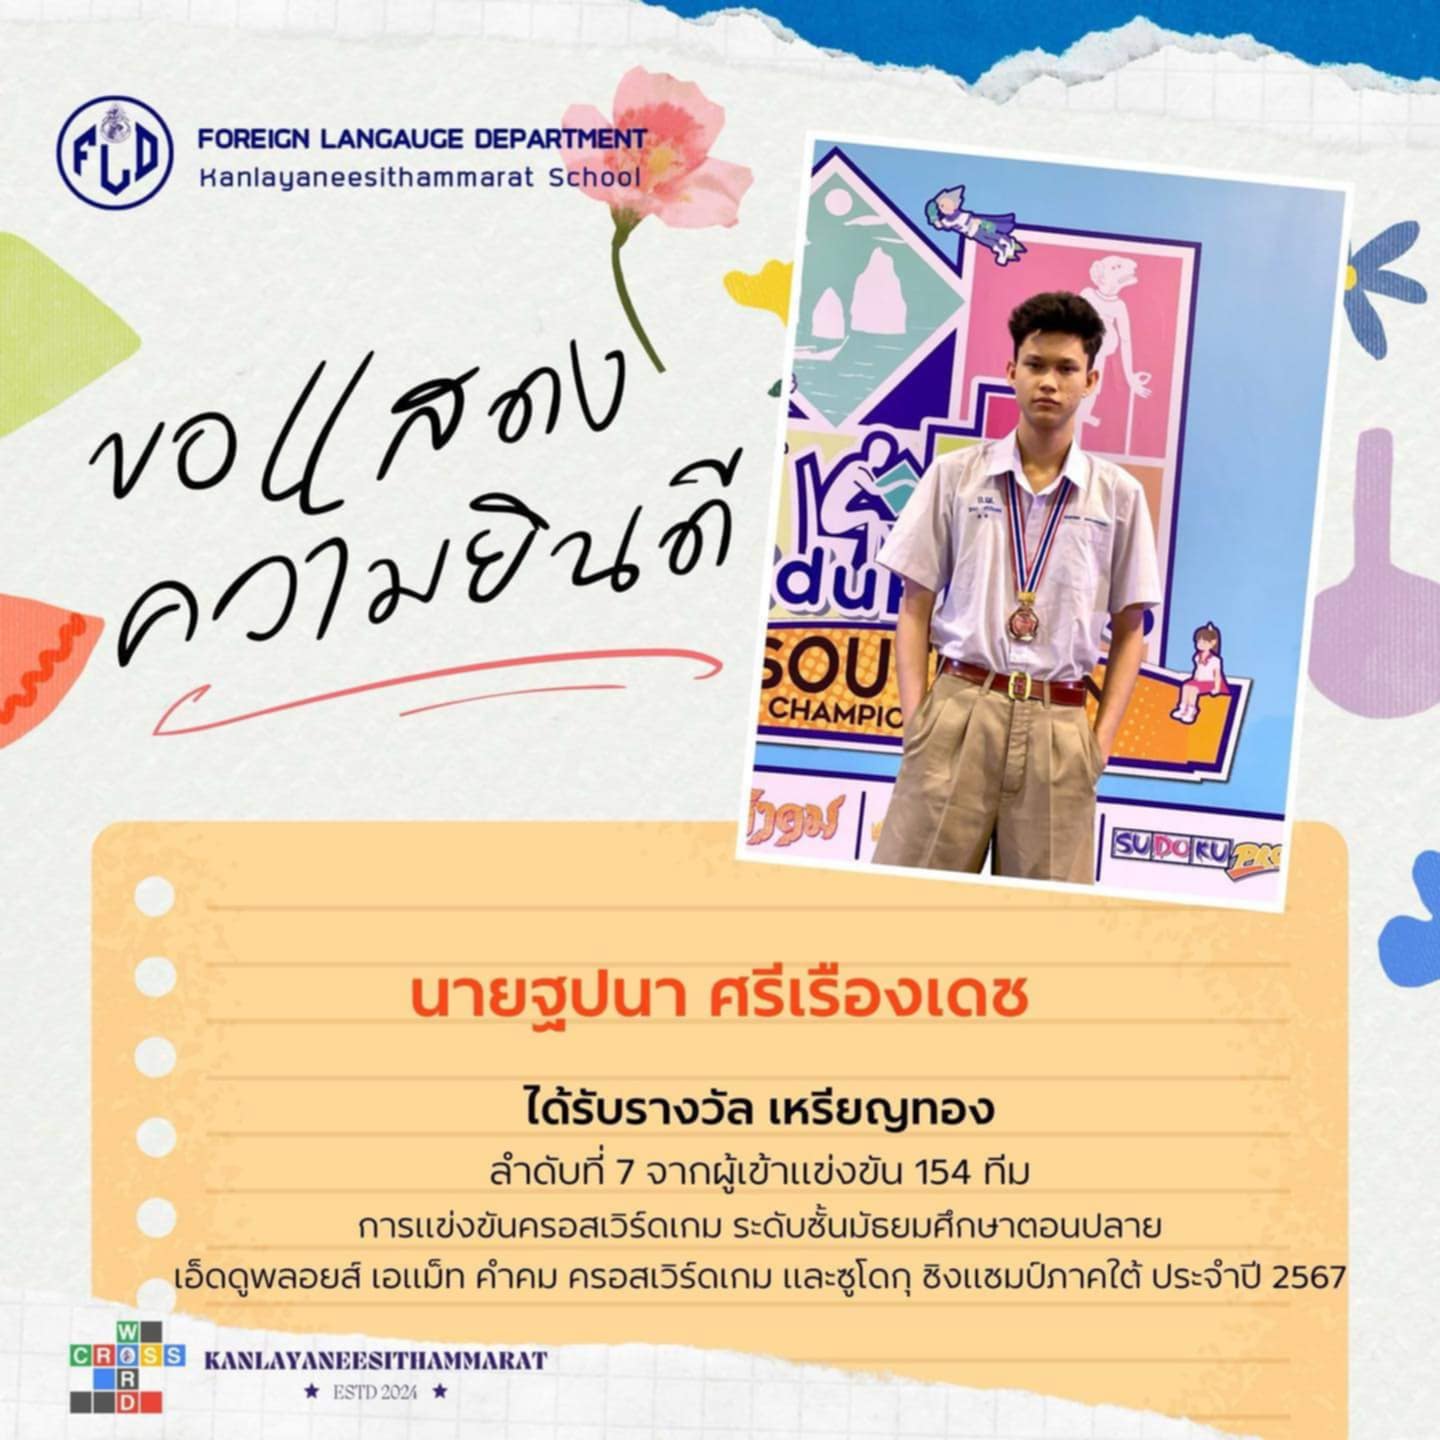 FLD
FOREIGN LANGAUGE DEPARTMENT
Kanlayaneesithammarat School
ขอแสดง
ความยินดี
duP
SOU
CHAMPIO
คำคม
SUDOKU
นายฐปนา ศรีเรืองเดช
ได้รับรางวัล เหรียญทอง
ลำดับที่ 7 จากผู้เข้าแข่งขัน 154 ทีม
การแข่งขันครอสเวิร์ดเกม ระดับชั้นมัธยมศึกษาตอนปลาย
เอ็ดดูพลอยส์ เอแม็ท คำคม ครอสเวิร์ดเกม และซูโดกุ ชิงแชมป์ภาคใต้ ประจำปี 2567
CROSS
WORD
KANLAYANEESITHAMMARAT
★ ESTD 2024 ★